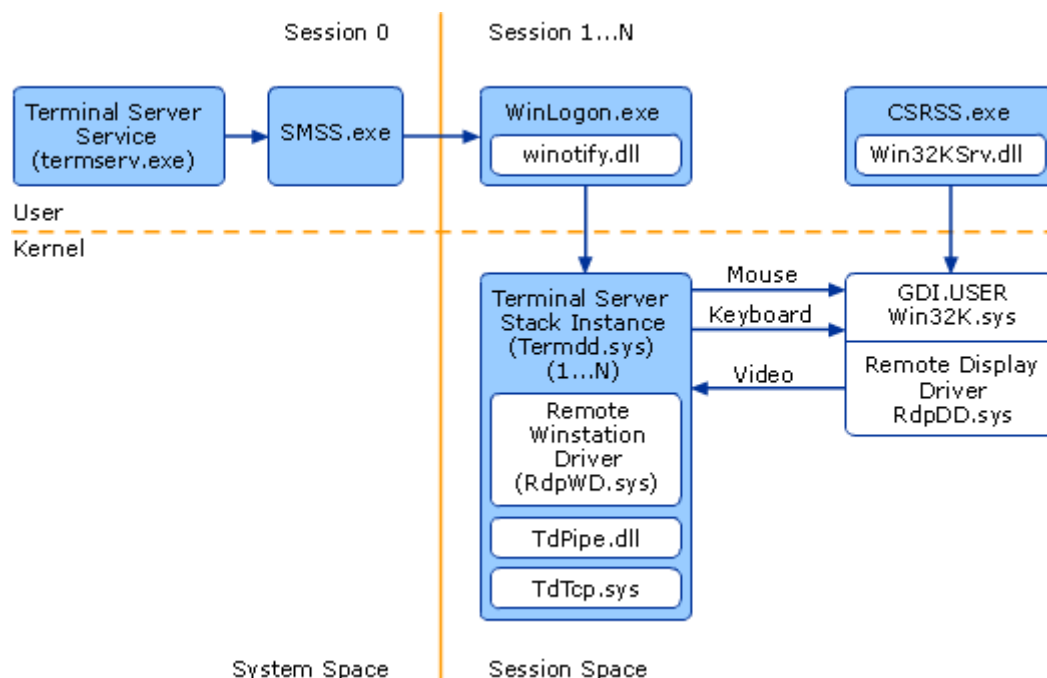 Session 0
Session 1...N
Terminal Server
Service
(termserv.exe)
SMSS.exe
WinLogon.exe
winotify.dll
CSRSS.exe
Win32KSrv.dll
User
Kernel
Terminal Server
Stack Instance
(Termdd.sys)
(1...N)
Remote
Winstation
Driver
(RdpWD.sys)
TdPipe.dll
TdTcp.sys
Mouse
Keyboard
Video
GDI.USER
Win32K.sys
Remote Display
Driver
RdpDD.sys
System Space
Session Space